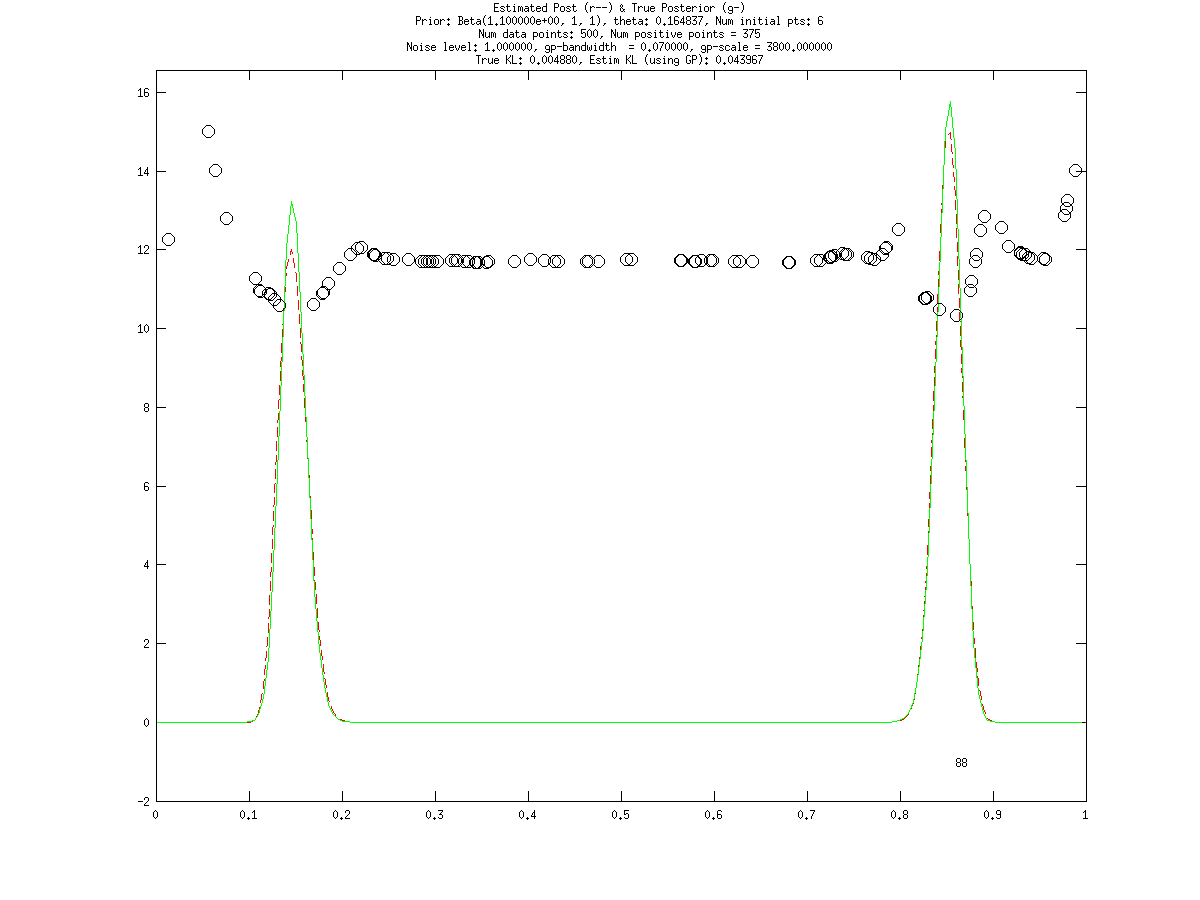 Estimated Post (r--) & True Posterior (g-)
Prior: Beta(1.100000e+00, 1, 1), theta: 0.164837, Num initial pts: 6
Num data points: 500, Num positive points = 375
Noise level: 1.000000, gp-bandwidth  = 0.070000, gp-scale = 3800.000000
True KL: 0.004880, Estim KL (using GP): 0.043967
16
14
12
10
8
6
4
2
0
88
-2
0 0.1 0.2 0.3 0.4 0.5 0.6 0.7 0.8 0.9 1